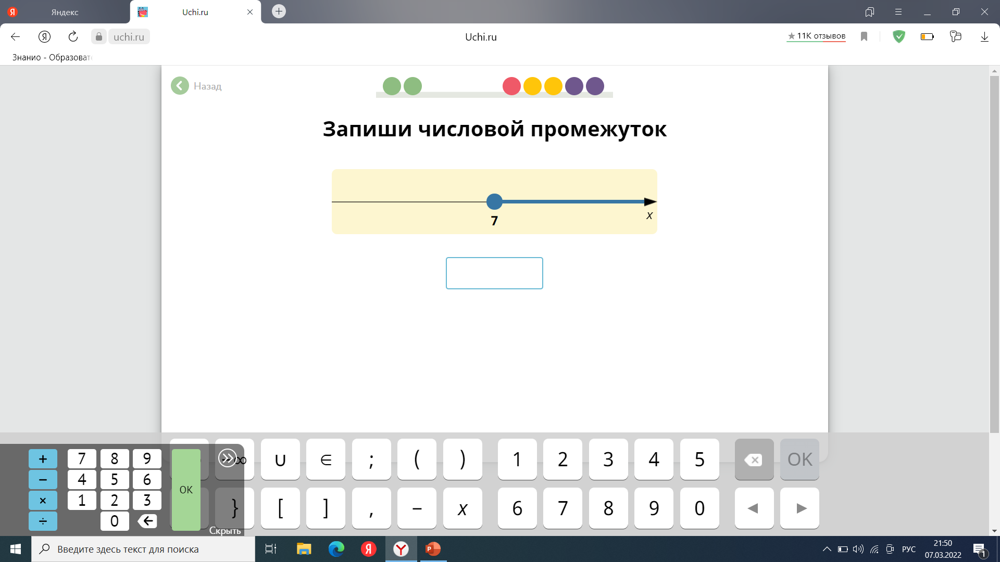 Яндекс
Uchi.ru
uchi.ru
Uchi.ru
★11К отзывов
Знанио - Образоват
Назад
Запиши числовой промежуток
7
x
∞ ∪ ∈ ; ( ) 1 2 3 4 5 OK
} [ ] , − x 6 7 8 9 0
+ 7 8 9
− 4 5 6
× 1 2 3
÷ 0
OK
Скрыть
Введите здесь текст для поиска
РУС
21:50
07.03.2022
1